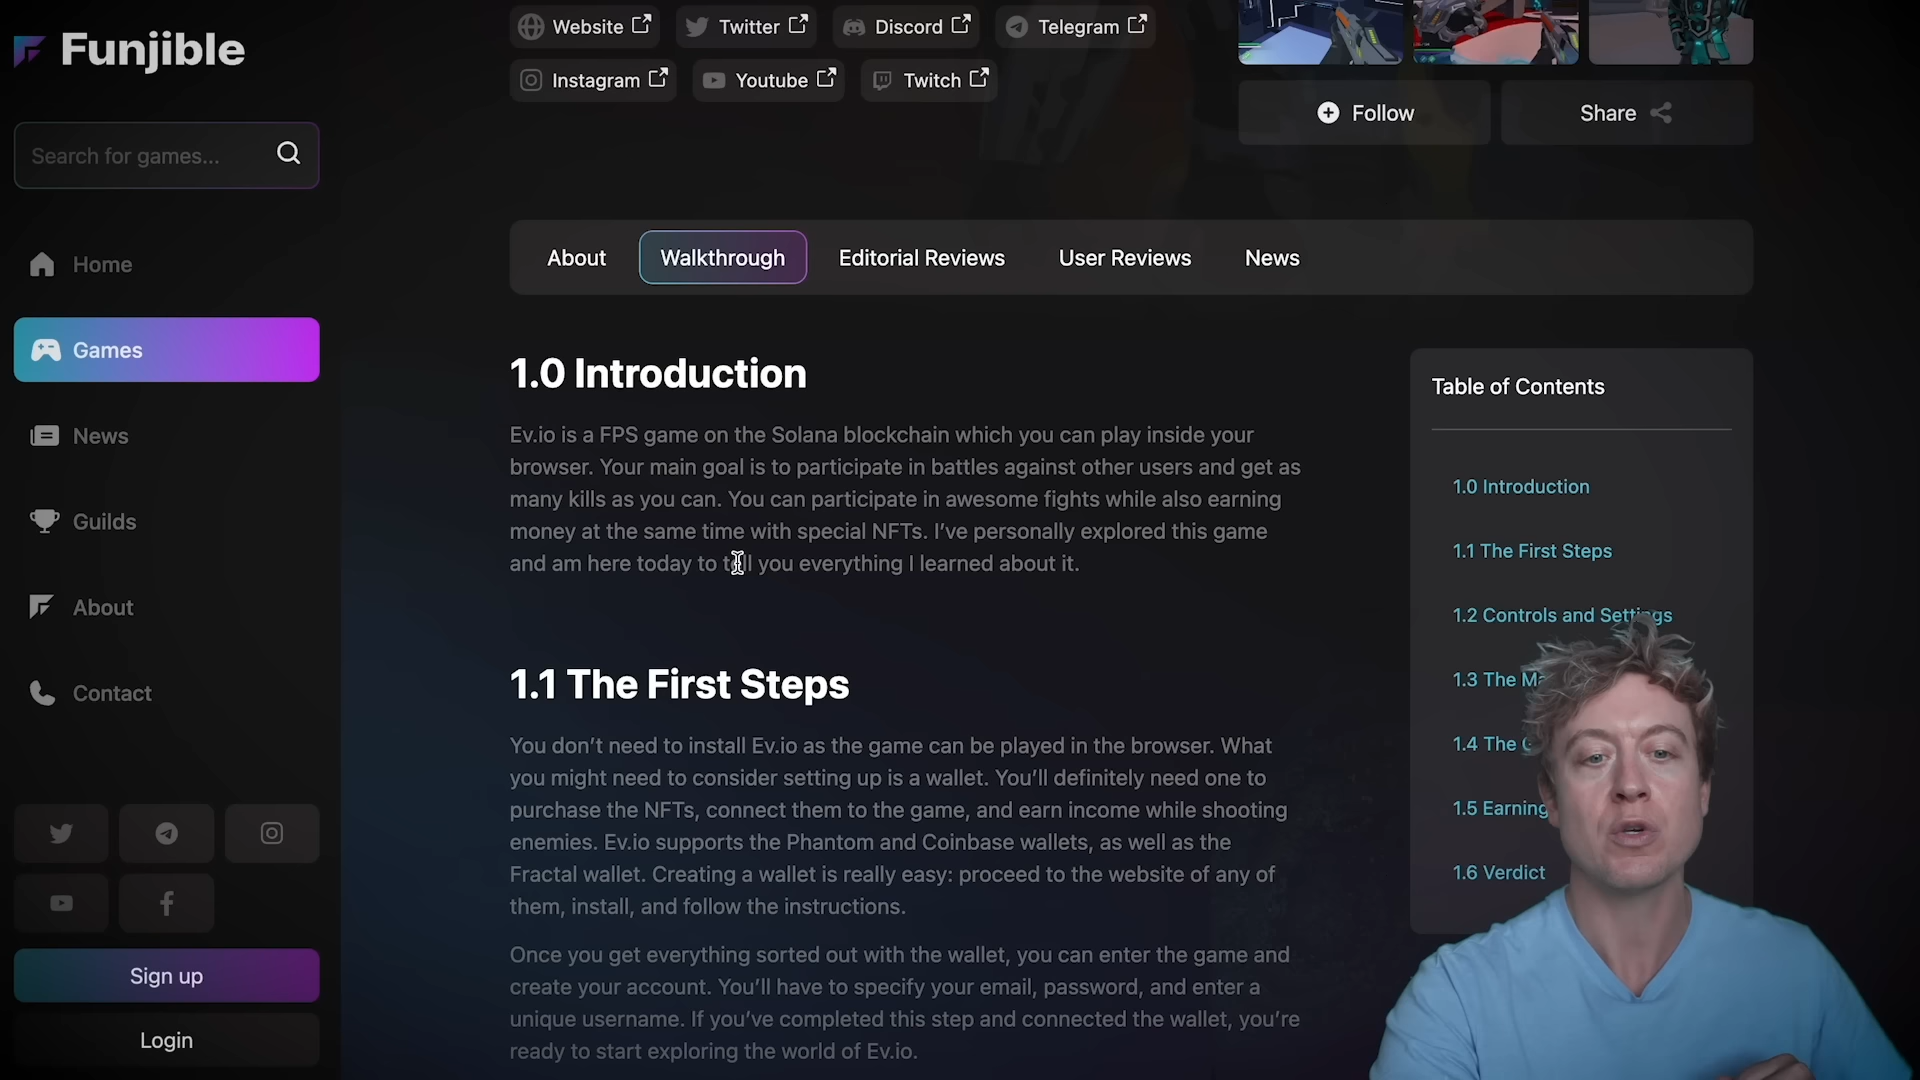 Funjible
Search for games...
Home
Games
News
Guilds
About
Contact
Sign up
Login
Website
Twitter
Discord
Telegram
Instagram
Youtube
Twitch
Follow
Share
About
Walkthrough
Editorial Reviews
User Reviews
News
1.0 Introduction
Ev.io is a FPS game on the Solana blockchain which you can play inside your
browser. Your main goal is to participate in battles against other users and get as
many kills as you can. You can participate in awesome fights while also earning
money at the same time with special NFTs. I've personally explored this game
and am here today to tell you everything I learned about it.
1.1 The First Steps
You don't need to install Ev.io as the game can be played in the browser. What
you might need to consider setting up is a wallet. You'll definitely need one to
purchase the NFTs, connect them to the game, and earn income while shooting
enemies. Ev.io supports the Phantom and Coinbase wallets, as well as the
Fractal wallet. Creating a wallet is really easy: proceed to the website of any of
them, install, and follow the instructions.
Once you get everything sorted out with the wallet, you can enter the game and
create your account. You'll have to specify your email, password, and enter a
unique username. If you've completed this step and connected the wallet, you're
ready to start exploring the world of Ev.io.
Table of Contents
1.0 Introduction
1.1 The First Steps
1.2 Controls and Settings
1.3 The
1.4 The
1.5 Earning
1.6 Verdict